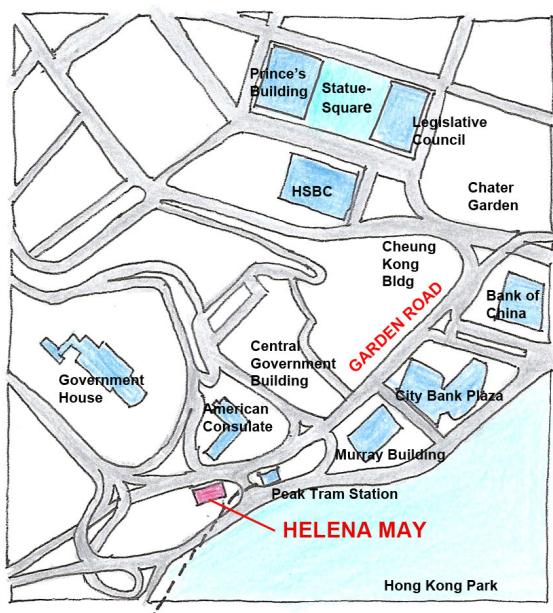 Prince's
Building
Statue-
Square
Legislative
Council
HSBC
Chater
Garden
Cheung
Kong
Bldg
GARDEN ROAD
Bank of
China
Central
Government
Building
Government
House
American
Consulate
City Bank Plaza
Murray Building
Peak Tram Station
HELENA MAY
Hong Kong Park